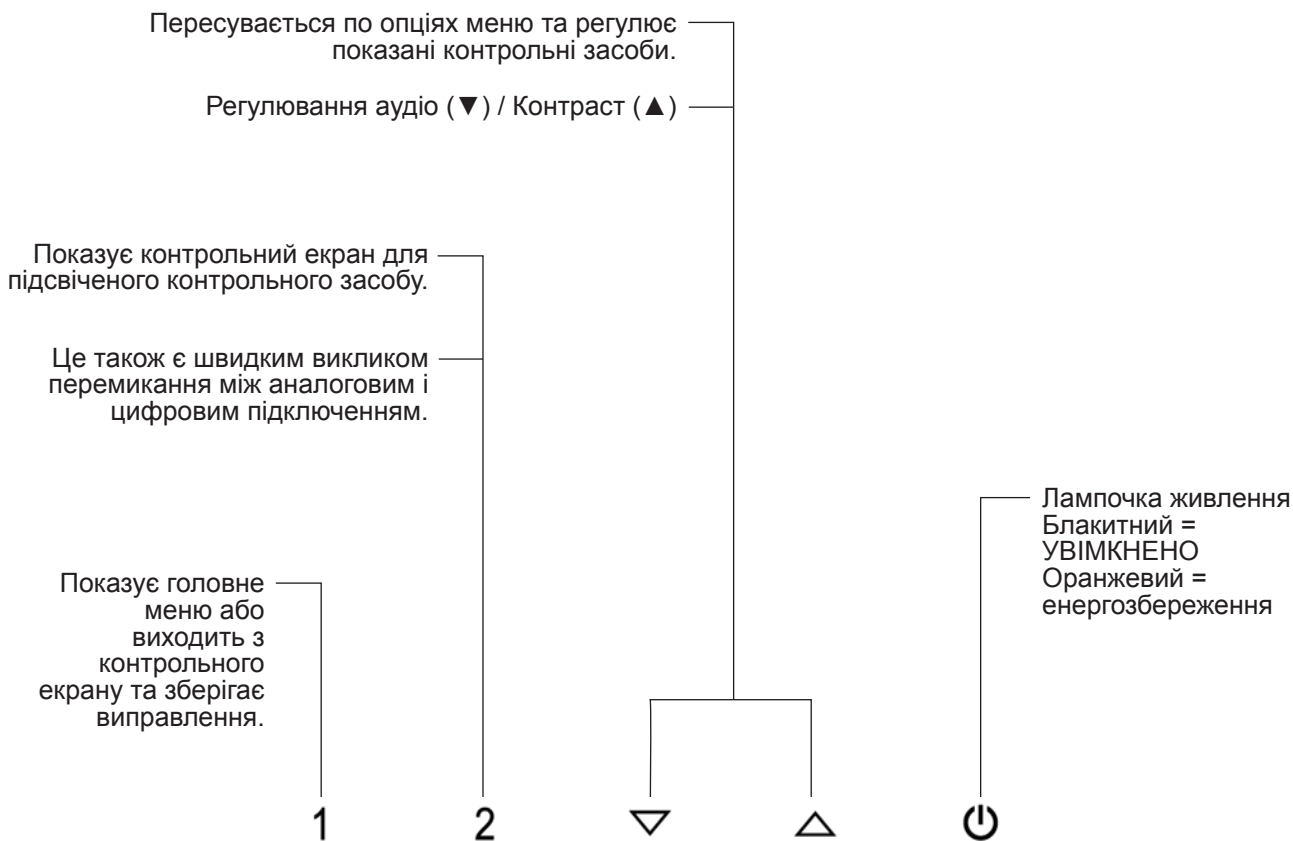 Пересувається по опціях меню та регулює
показані контрольні засоби.
Регулювання аудіо (▼) / Контраст (▲)
Показує контрольний екран для
підсвіченого контрольного засобу.
Це також є швидким викликом
перемикання між аналоговим і
цифровим підключенням.
Лампочка живлення
Блакитний =
УВІМКНЕНО
Оранжевий =
енергозбереження
Показує головне
меню або
виходить з
контрольного
екрану та зберігає
виправлення.
1 2 ▽ △ ⏻